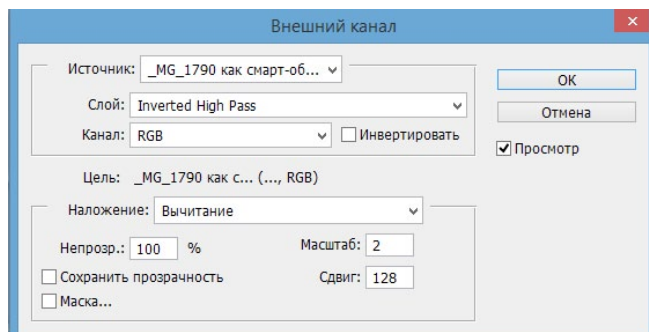 Внешний канал
Источник: _MG_1790 как смарт-об...
ОК
Слой: Inverted High Pass
Отмена
Канал: RGB Инвертировать
Просмотр
Цель: _MG_1790 как с... (..., RGB)
Наложение: Вычитание
Непрозр.: 100 % Масштаб: 2
Сохранить прозрачность Сдвиг: 128
Маска...